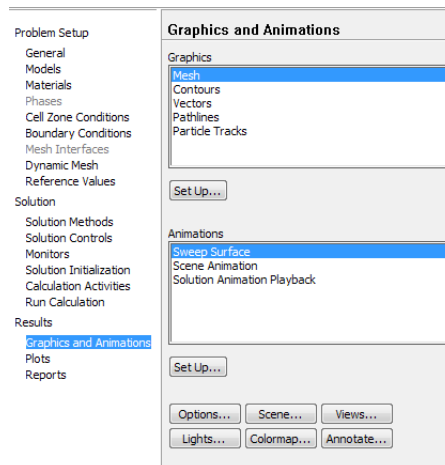 Problem Setup
General
Models
Materials
Phases
Cell Zone Conditions
Boundary Conditions
Mesh Interfaces
Dynamic Mesh
Reference Values
Solution
Solution Methods
Solution Controls
Monitors
Solution Initialization
Calculation Activities
Run Calculation
Results
Graphics and Animations
Plots
Reports
Graphics and Animations
Graphics
Mesh
Contours
Vectors
Pathlines
Particle Tracks
Set Up...
Animations
Sweep Surface
Scene Animation
Solution Animation Playback
Set Up...
Options... Scene... Views...
Lights... Colormap... Annotate...